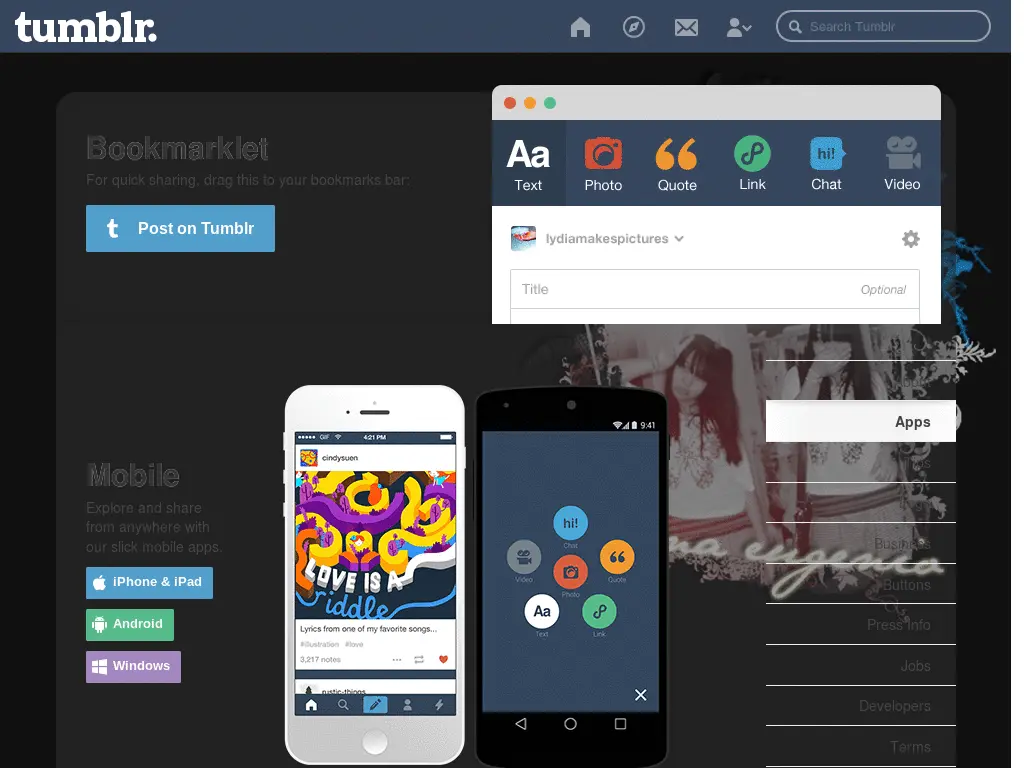 tumblr.
Search Tumblr
Bookmarklet
For quick sharing, drag this to your bookmarks bar:
t Post on Tumblr
Aa
hi!
Text
Photo
Quote
Link
Chat
Video
lydiamakespictures
Title
Optional
Apps
Business
Buttons
Press Info
Jobs
Developers
Terms
Mobile
Explore and share
from anywhere with
our slick mobile apps.
iPhone & iPad
Android
Windows
GIF
4:21 PM
cindysuen
LOVE IS A
riddle
Lyrics from one of my favorite songs...
#illustration #love
3,217 notes
rustic-things
9:41
hi!
Chat
Video
Quote
Photo
Aa
Text
Link